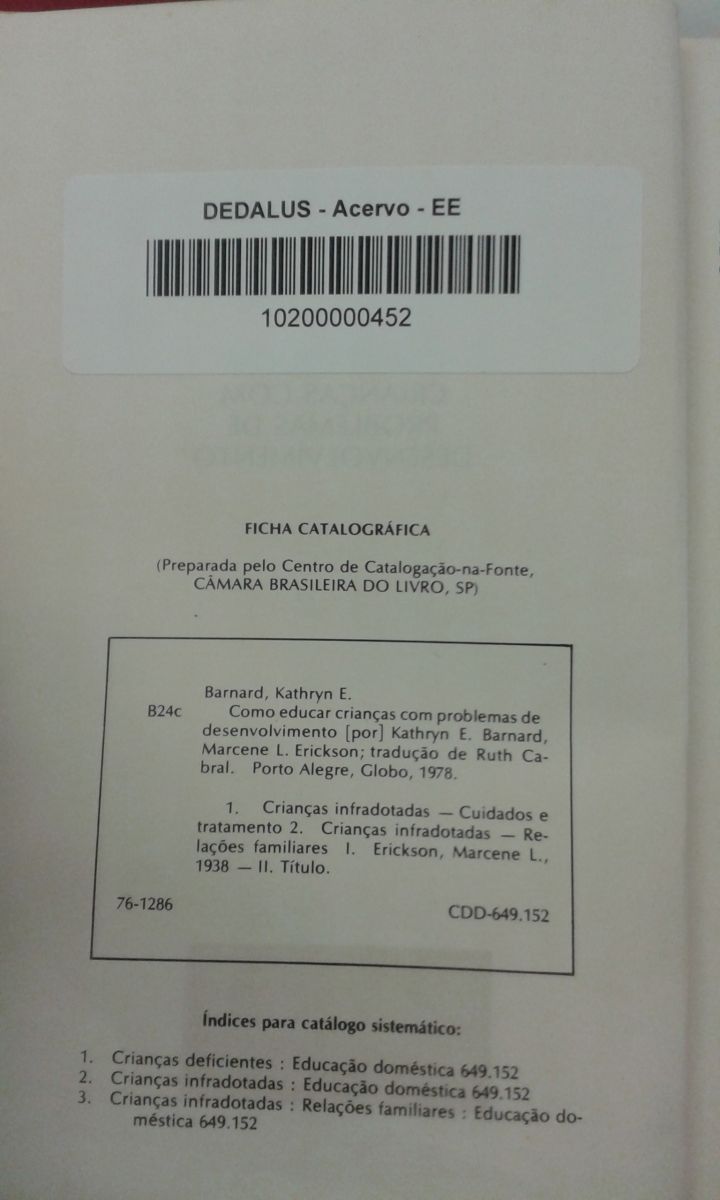 DEDALUS - Acervo - EE
10200000452
FICHA CATALOGRÁFICA
(Preparada pelo Centro de Catalogação-na-Fonte,
CÂMARA BRASILEIRA DO LIVRO, SP)
Barnard, Kathryn E.
B24c Como educar crianças com problemas de
desenvolvimento [por] Kathryn E. Barnard,
Marcene L. Erickson; tradução de Ruth Ca-
bral. Porto Alegre, Globo, 1978.
1. Crianças infradotadas — Cuidados e
tratamento 2. Crianças infradotadas — Re-
lações familiares I. Erickson, Marcene L.,
1938 — II. Título.
76-1286 CDD-649.152
Índices para catálogo sistemático:
1. Crianças deficientes : Educação doméstica 649.152
2. Crianças infradotadas : Educação doméstica 649.152
3. Crianças infradotadas : Relações familiares : Educação do-
méstica 649.152